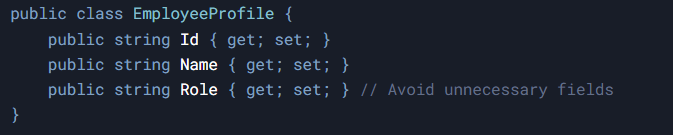 public class EmployeeProfile {
    public string Id { get; set; }
    public string Name { get; set; }
    public string Role { get; set; } // Avoid unnecessary fields
}